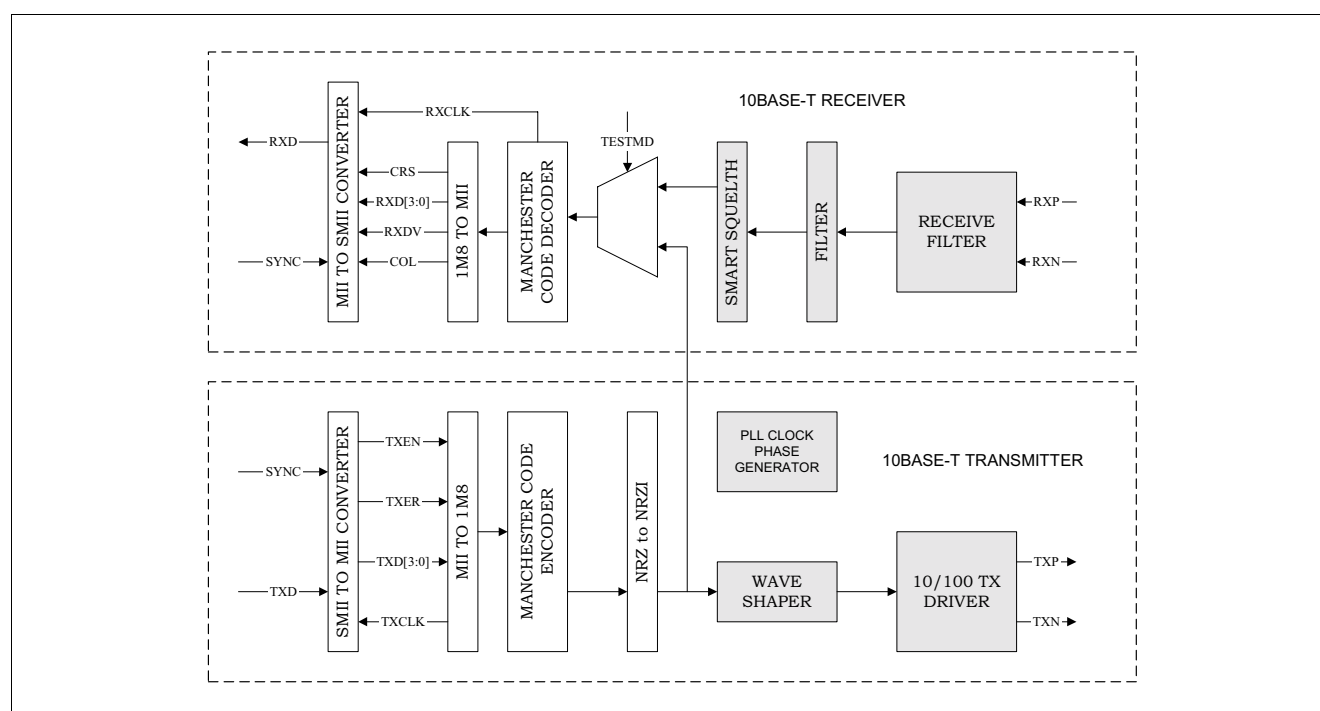 10BASE-T RECEIVER
RXD
SYNC
MII TO SMII CONVERTER
RXCLK
CRS
RXD[3:0]
RXDV
COL
1M8 TO MII
MANCHESTER
CODE DECODER
TESTMD
SMART SQUELTH
FILTER
RECEIVE
FILTER
RXP
RXN
SYNC
TXD
SMII TO MII CONVERTER
TXEN
TXER
TXD[3:0]
TXCLK
MII TO 1M8
MANCHESTER CODE
ENCODER
NRZ to NRZI
PLL CLOCK
PHASE
GENERATOR
10BASE-T TRANSMITTER
WAVE
SHAPER
10/100 TX
DRIVER
TXP
TXN